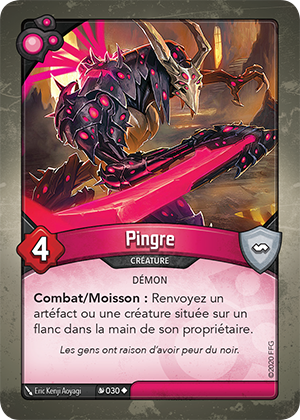 4
Pingre
CRÉATURE
DÉMON
Combat/Moisson : Renvoyez un
artéfact ou une créature située sur un
flanc dans la main de son propriétaire.
Les gens ont raison d’avoir peur du noir.
Eric Kenji Aoyagi
030
©2020 FFG